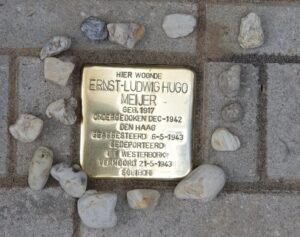 HIER WOONDE
ERNST-LUDWIG HUGO
MEIJER
GEB. 1917
ONDERGEDOKEN DEC-1942
DEN HAAG
GEARRESTEERD 6-5-1943
GEDEPORTEERD
UIT WESTERBORK
VERMOORD 21-5-1943
SOBIBOR